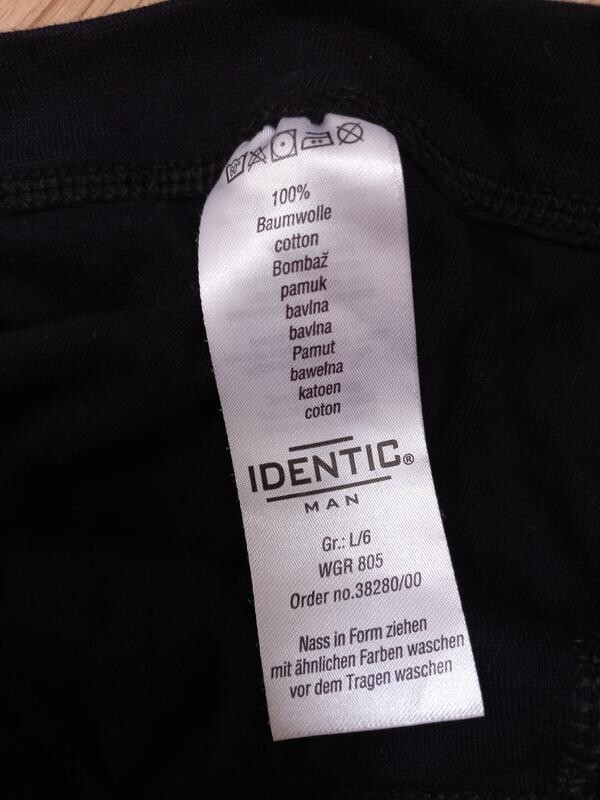 60°
100%
Baumwolle
cotton
Bombaž
pamuk
bavlna
bavlna
Pamut
bawełna
katoen
coton
IDENTIC®
MAN
Gr.: L/6
WGR 805
Order no.38280/00
Nass in Form ziehen
mit ähnlichen Farben waschen
vor dem Tragen waschen